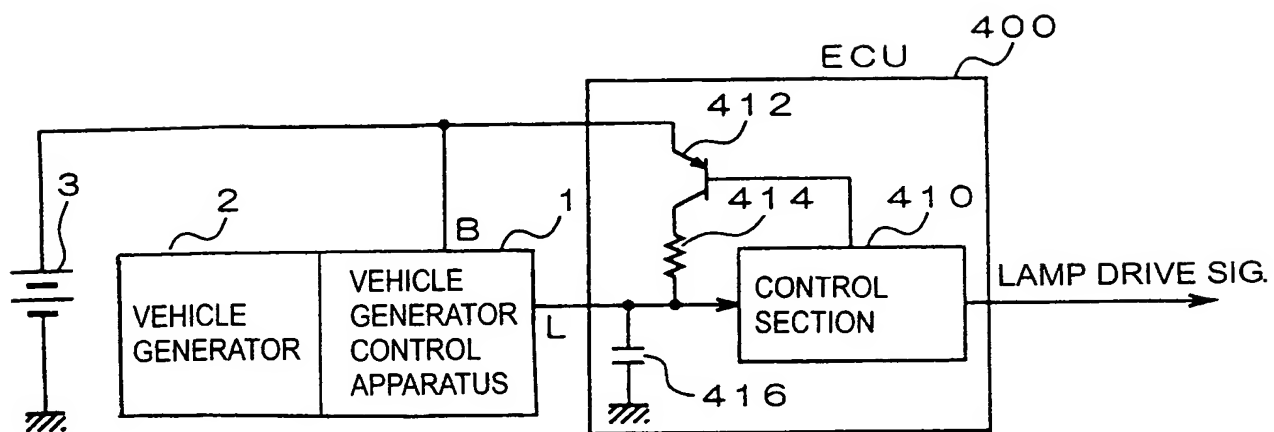 400
ECU
412
3
2
B
1
414
410
VEHICLE
GENERATOR
VEHICLE
GENERATOR
CONTROL
APPARATUS
L
CONTROL
SECTION
LAMP DRIVE SIG.
416